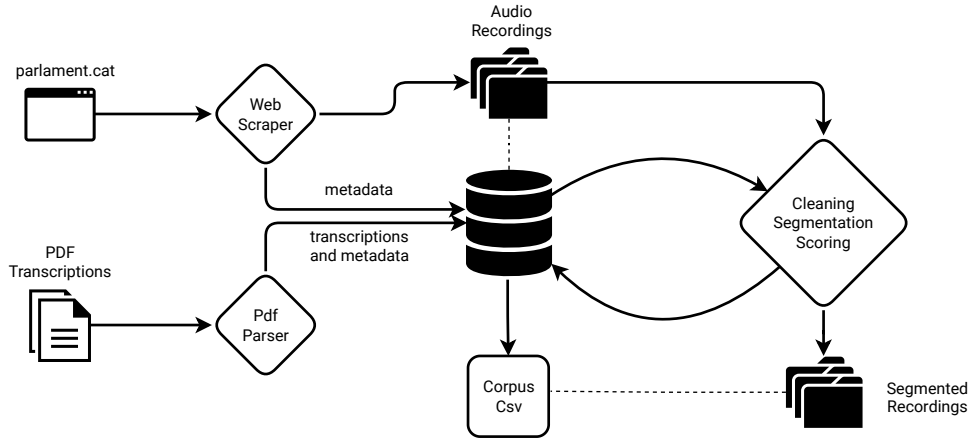 Audio
Recordings
parlament.cat
Web
Scraper
metadata
transcriptions
and metadata
Cleaning
Segmentation
Scoring
PDF
Transcriptions
Pdf
Parser
Corpus
Csv
Segmented
Recordings